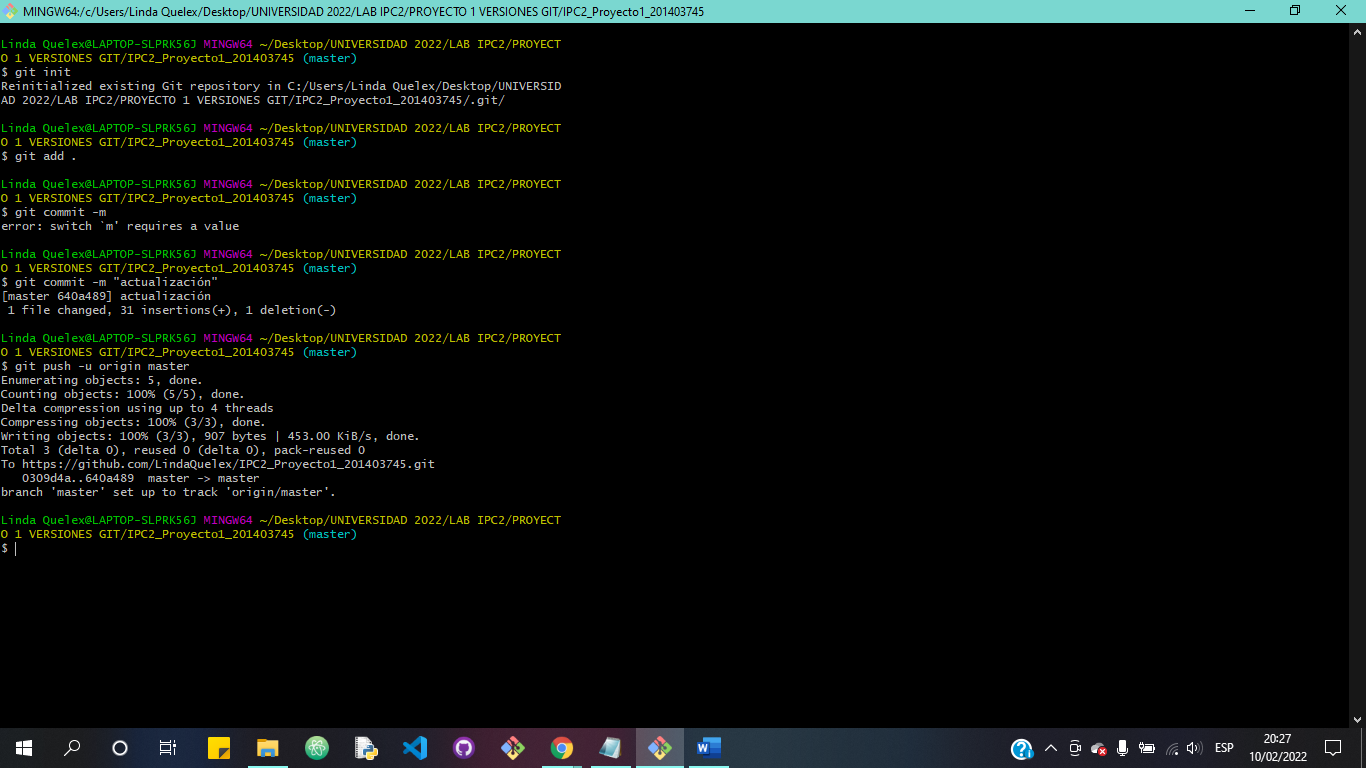 MINGW64:/c/Users/Linda Quelex/Desktop/UNIVERSIDAD 2022/LAB IPC2/PROYECTO 1 VERSIONES GIT/IPC2_Proyecto1_201403745
Linda Quelex@LAPTOP-SLPRK56J MINGW64 ~/Desktop/UNIVERSIDAD 2022/LAB IPC2/PROYECT
O 1 VERSIONES GIT/IPC2_Proyecto1_201403745 (master)
$ git init
Reinitialized existing Git repository in C:/Users/Linda Quelex/Desktop/UNIVERSID
AD 2022/LAB IPC2/PROYECTO 1 VERSIONES GIT/IPC2_Proyecto1_201403745/.git/
Linda Quelex@LAPTOP-SLPRK56J MINGW64 ~/Desktop/UNIVERSIDAD 2022/LAB IPC2/PROYECT
O 1 VERSIONES GIT/IPC2_Proyecto1_201403745 (master)
$ git add .
Linda Quelex@LAPTOP-SLPRK56J MINGW64 ~/Desktop/UNIVERSIDAD 2022/LAB IPC2/PROYECT
O 1 VERSIONES GIT/IPC2_Proyecto1_201403745 (master)
$ git commit -m
error: switch `m' requires a value
Linda Quelex@LAPTOP-SLPRK56J MINGW64 ~/Desktop/UNIVERSIDAD 2022/LAB IPC2/PROYECT
O 1 VERSIONES GIT/IPC2_Proyecto1_201403745 (master)
$ git commit -m "actualización"
[master 640a489] actualización
1 file changed, 31 insertions(+), 1 deletion(-)
Linda Quelex@LAPTOP-SLPRK56J MINGW64 ~/Desktop/UNIVERSIDAD 2022/LAB IPC2/PROYECT
O 1 VERSIONES GIT/IPC2_Proyecto1_201403745 (master)
$ git push -u origin master
Enumerating objects: 5, done.
Counting objects: 100% (5/5), done.
Delta compression using up to 4 threads
Compressing objects: 100% (3/3), done.
Writing objects: 100% (3/3), 907 bytes | 453.00 KiB/s, done.
Total 3 (delta 0), reused 0 (delta 0), pack-reused 0
To https://github.com/LindaQuelex/IPC2_Proyecto1_201403745.git
0309d4a..640a489  master -> master
branch 'master' set up to track 'origin/master'.
Linda Quelex@LAPTOP-SLPRK56J MINGW64 ~/Desktop/UNIVERSIDAD 2022/LAB IPC2/PROYECT
O 1 VERSIONES GIT/IPC2_Proyecto1_201403745 (master)
$
ESP
20:27
10/02/2022